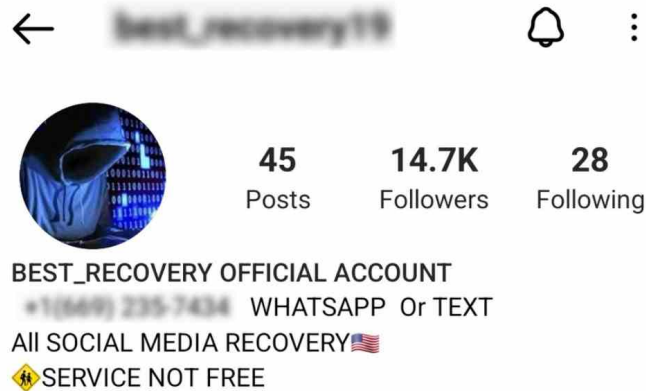 45 14.7K 28
Posts Followers Following
BEST_RECOVERY OFFICIAL ACCOUNT
WHATSAPP Or TEXT
All SOCIAL MEDIA RECOVERY🇺🇸
🚸SERVICE NOT FREE